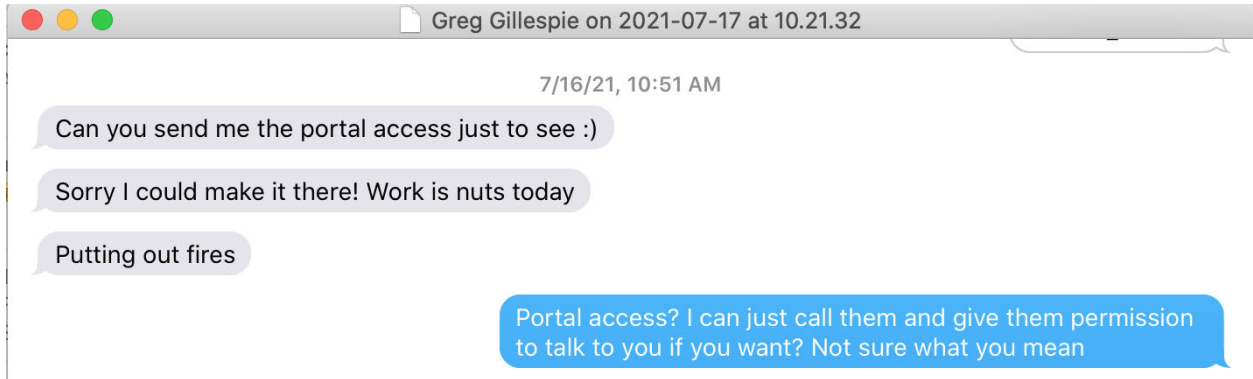 Greg Gillespie on 2021-07-17 at 10.21.32
7/16/21, 10:51 AM
Can you send me the portal access just to see :)
Sorry I could make it there! Work is nuts today
Putting out fires
Portal access? I can just call them and give them permission
to talk to you if you want? Not sure what you mean